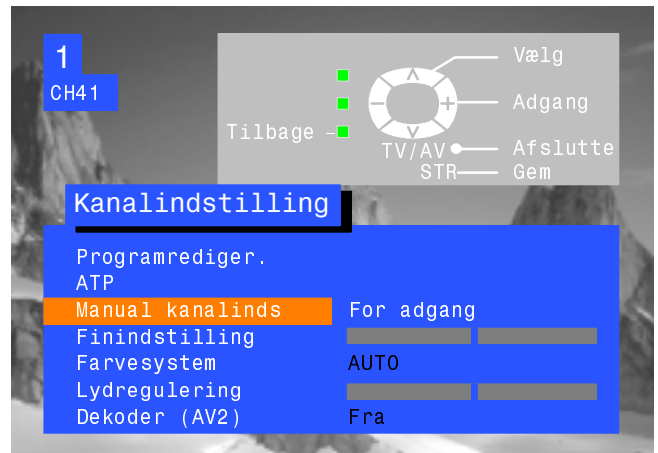 1
CH41
Vælg
Adgang
Tilbage
TV/AV Afslutte
STR Gem
Kanalindstilling
Programrediger.
ATP
Manual kanalinds For adgang
Finindstilling
Farvesystem AUTO
Lydregulering
Dekoder (AV2) Fra